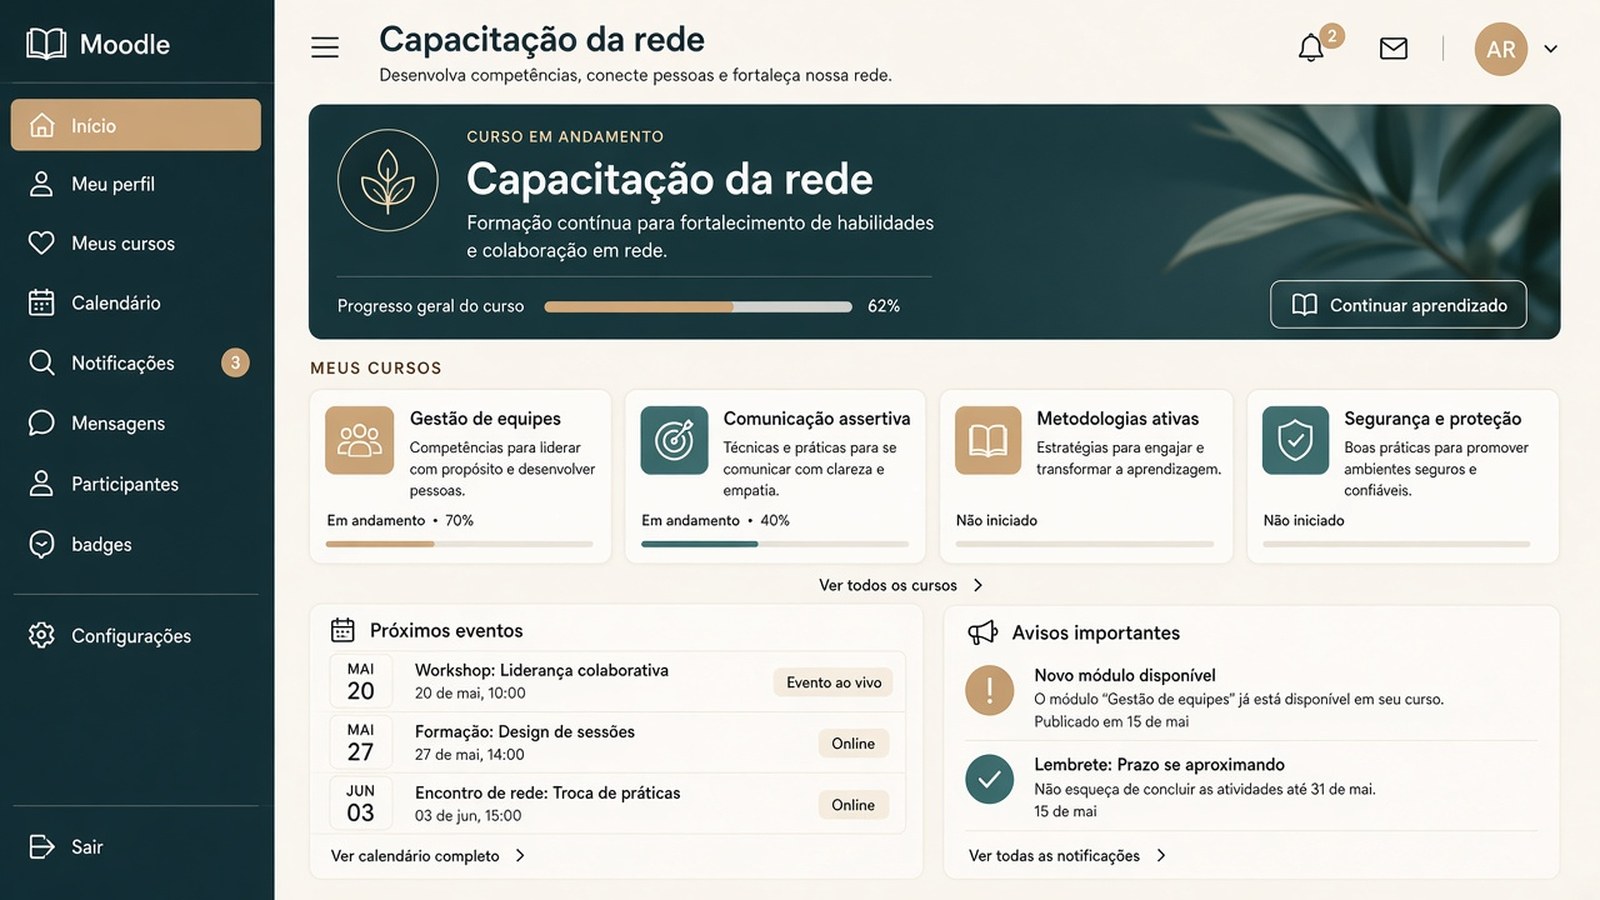 Moodle
Início
Meu perfil
Meus cursos
Calendário
Notificações 3
Mensagens
Participantes
badges
Configurações
Sair
Capacitação da rede
Desenvolva competências, conecte pessoas e fortaleça nossa rede.
2
AR
CURSO EM ANDAMENTO
Capacitação da rede
Formação contínua para fortalecimento de habilidades
e colaboração em rede.
Progresso geral do curso 62%
Continuar aprendizado
MEUS CURSOS
Gestão de equipes
Competências para liderar
com propósito e desenvolver
pessoas.
Em andamento • 70%
Comunicação assertiva
Técnicas e práticas para se
comunicar com clareza e
empatia.
Em andamento • 40%
Metodologias ativas
Estratégias para engajar e
transformar a aprendizagem.
Não iniciado
Segurança e proteção
Boas práticas para promover
ambientes seguros e
confiáveis.
Não iniciado
Ver todos os cursos
Próximos eventos
MAI
20
Workshop: Liderança colaborativa
20 de mai, 10:00
Evento ao vivo
MAI
27
Formação: Design de sessões
27 de mai, 14:00
Online
JUN
03
Encontro de rede: Troca de práticas
03 de jun, 15:00
Online
Ver calendário completo
Avisos importantes
Novo módulo disponível
O módulo “Gestão de equipes” já está disponível em seu curso.
Publicado em 15 de mai
Lembrete: Prazo se aproximando
Não esqueça de concluir as atividades até 31 de mai.
15 de mai
Ver todas as notificações